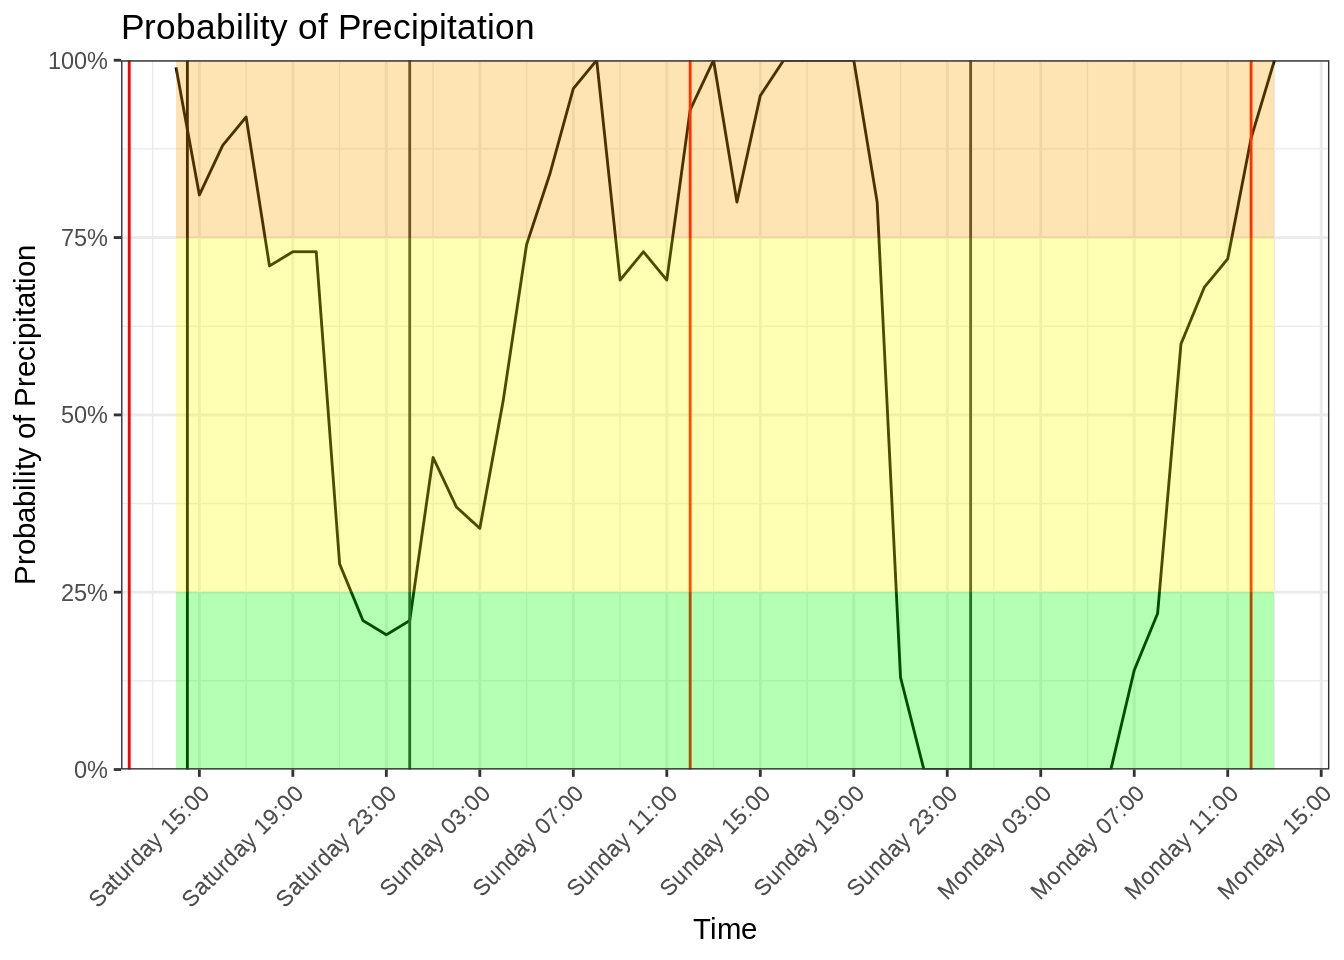 Probability of Precipitation
Probability of Precipitation
100%
75%
50%
25%
0%
Saturday 15:00
Saturday 19:00
Saturday 23:00
Sunday 03:00
Sunday 07:00
Sunday 11:00
Sunday 15:00
Sunday 19:00
Sunday 23:00
Monday 03:00
Monday 07:00
Monday 11:00
Monday 15:00
Time